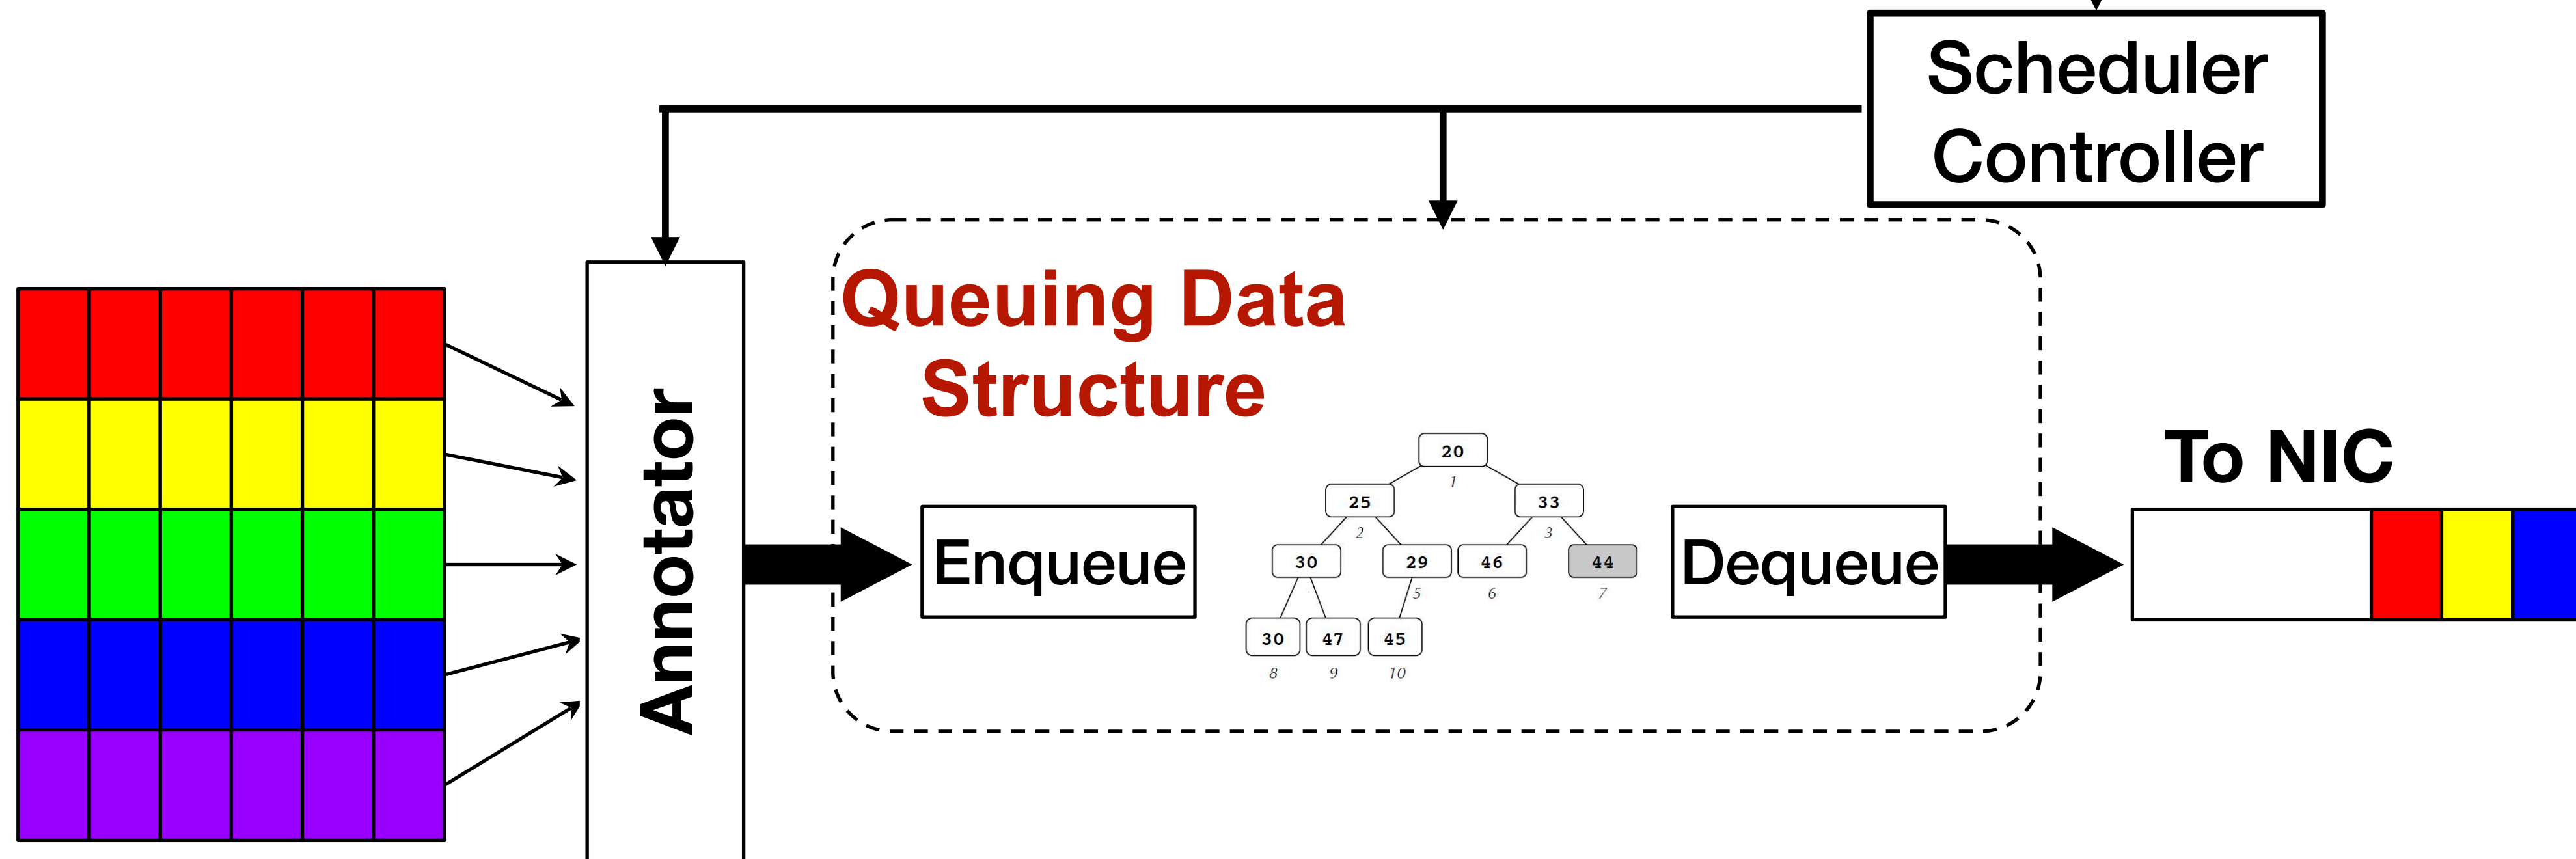 Scheduler
Controller
Queuing Data
Structure
Annotator
Enqueue
20
1
25
33
2
3
30
29
46
44
5
6
7
30
47
45
8
9
10
Dequeue
To NIC